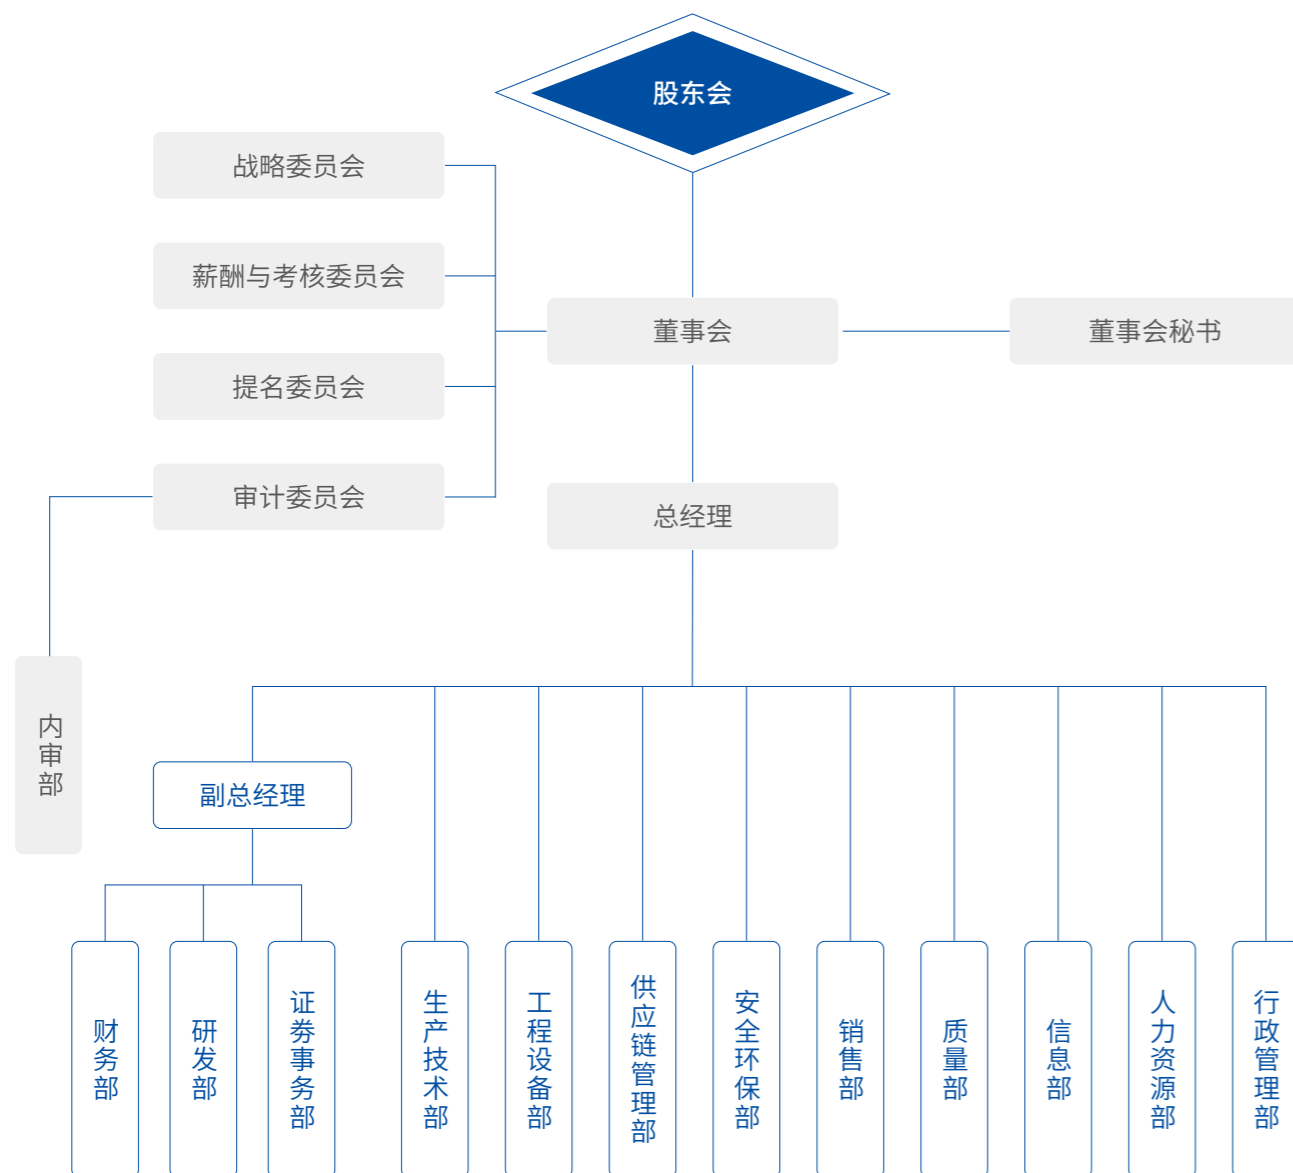 股东会
战略委员会
薪酬与考核委员会
董事会
董事会秘书
提名委员会
审计委员会
总经理
内审部
副总经理
财务部
研发部
证劵事务部
生产技术部
工程设备部
供应链管理部
安全环保部
销售部
质量部
信息部
人力资源部
行政管理部